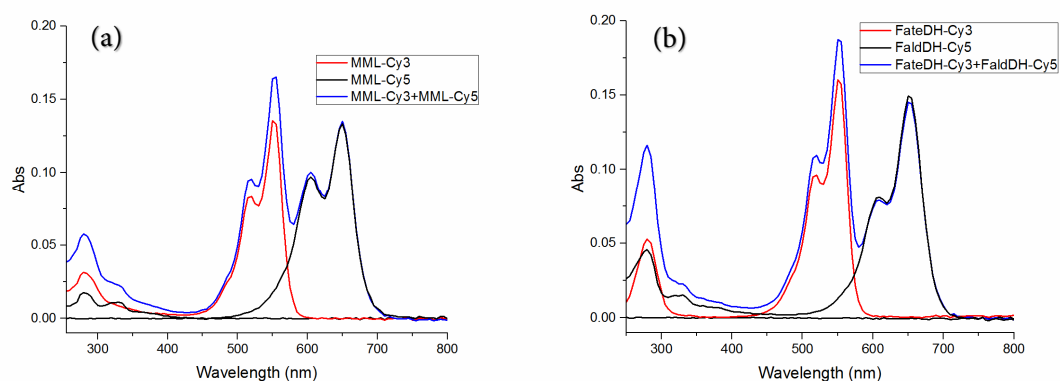 (a)
MML-Cy3
MML-Cy5
MML-Cy3+MML-Cy5
0.20
0.15
0.10
0.05
0.00
Abs
300 400 500 600 700 800
Wavelength (nm)
(b)
FateDH-Cy3
FaldDH-Cy5
FateDH-Cy3+FaldDH-Cy5
0.20
0.15
0.10
0.05
0.00
Abs
300 400 500 600 700 800
Wavelength (nm)